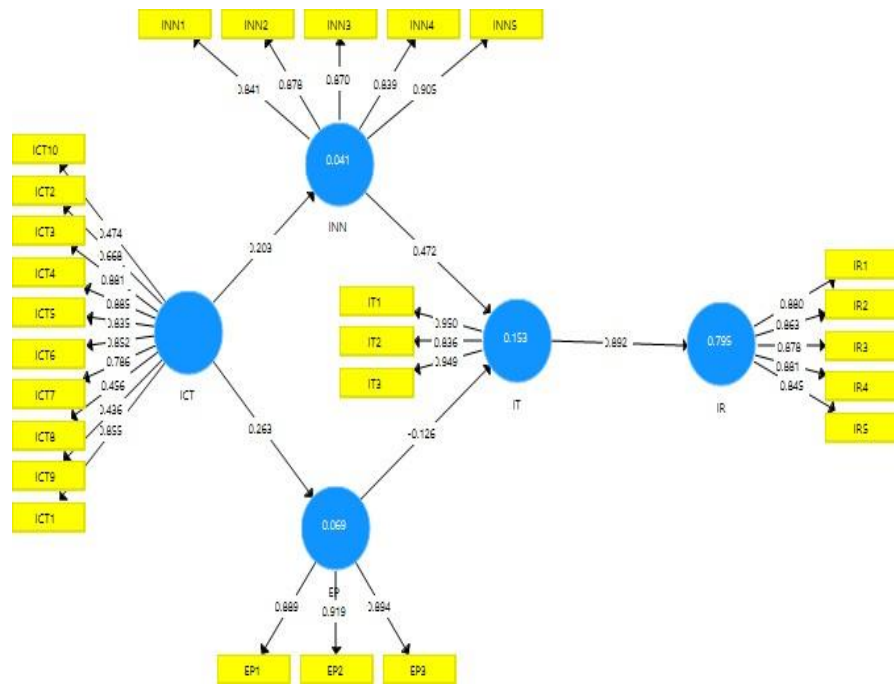 INN1 INN2 INN3 INN4 INN5
0.841 0.878 0.870 0.839 0.905
0.041
INN
ICT10
ICT2
ICT3
ICT4
ICT5
ICT6
ICT7
ICT8
ICT9
ICT1
0.474
0.668
0.881
0.885
0.835
0.852
0.786
0.456
0.436
0.855
ICT
0.203
0.263
0.472
-0.126
IT1
IT2
IT3
0.950
0.836
0.949
0.153
IT
0.892
0.795
IR
0.880
0.863
0.878
0.881
0.845
IR1
IR2
IR3
IR4
IR5
0.069
EP
0.889 0.919 0.894
EP1 EP2 EP3